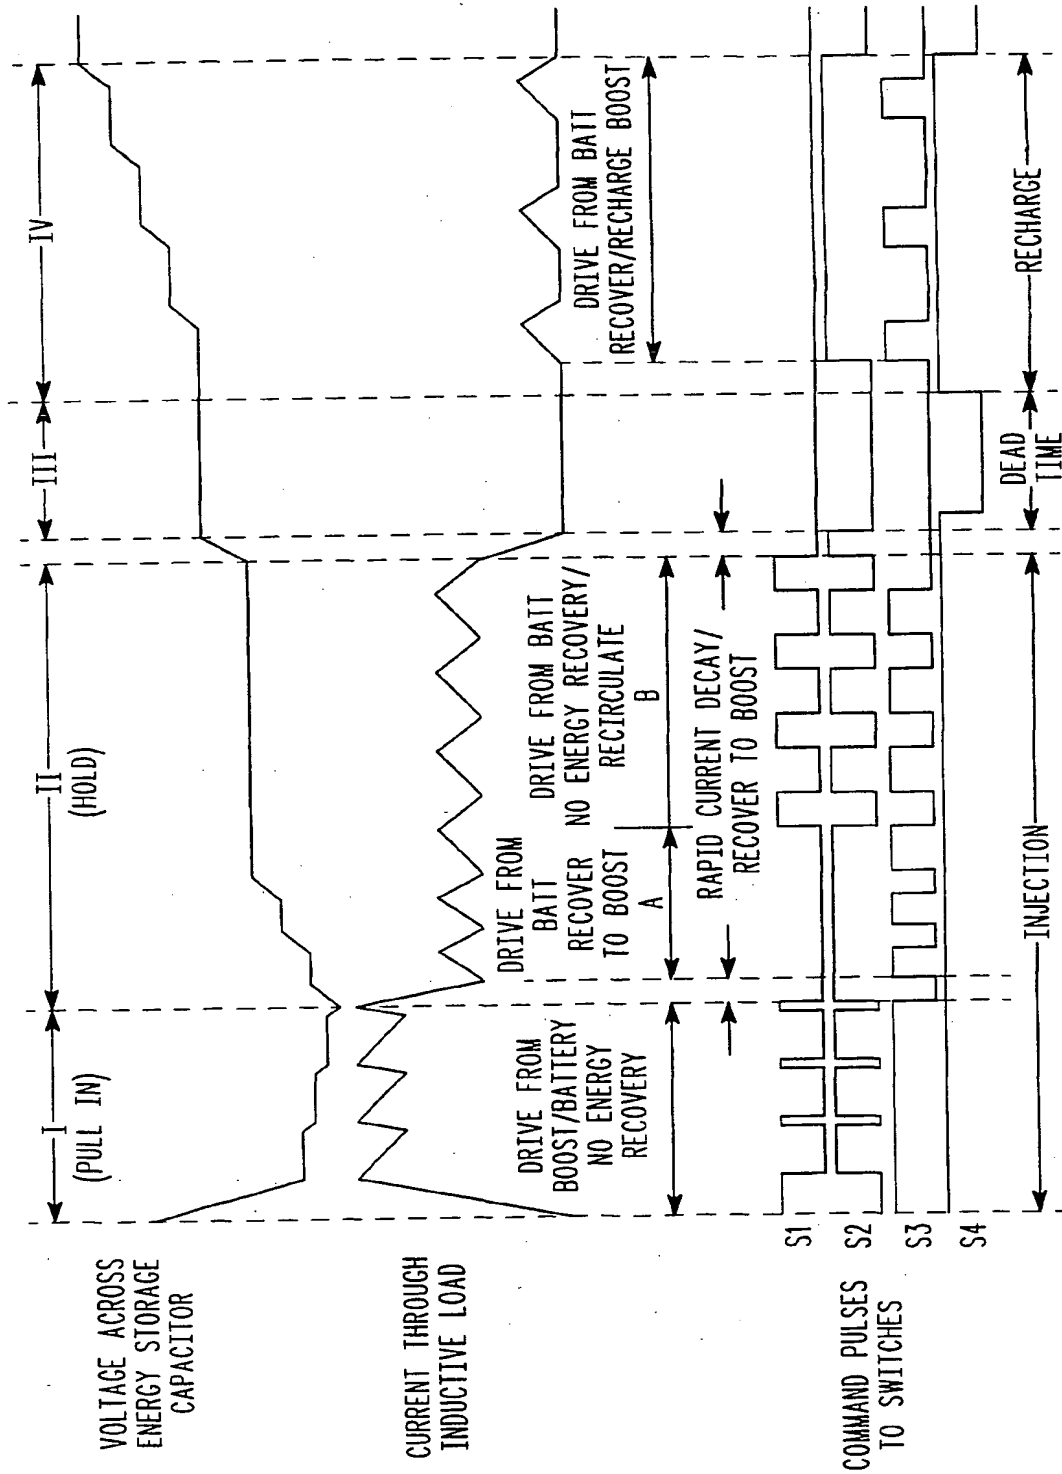 I
(PULL IN)
II
(HOLD)
III
IV
VOLTAGE ACROSS
ENERGY STORAGE
CAPACITOR
CURRENT THROUGH
INDUCTIVE LOAD
DRIVE FROM
BOOST/BATTERY
NO ENERGY
RECOVERY
DRIVE FROM
BATT
RECOVER
TO BOOST
A
DRIVE FROM BATT
NO ENERGY RECOVERY/
RECIRCULATE
B
DRIVE FROM BATT
RECOVER/RECHARGE BOOST
RAPID CURRENT DECAY/
RECOVER TO BOOST
COMMAND PULSES
TO SWITCHES
S1
S2
S3
S4
INJECTION
DEAD
TIME
RECHARGE